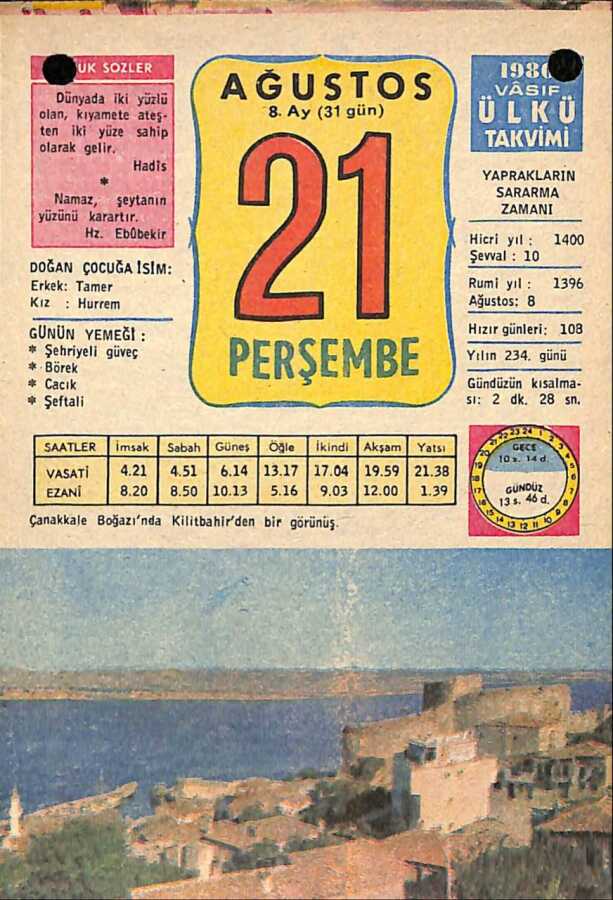 UK SÖZLER
Dünyada iki yüzlü
olan, kıyamete ateş-
ten iki yüze sahip
olarak gelir.
Hadîs
*
Namaz, şeytanın
yüzünü karartır.
Hz. Ebûbekir
DOĞAN ÇOCUĞA İSİM:
Erkek: Tamer
Kız : Hurrem
GÜNÜN YEMEĞİ :
* Şehriyeli güveç
* Börek
* Cacık
* Şeftali
AĞUSTOS
8. Ay (31 gün)
21
PERŞEMBE
198
VÂSIF
ÜLKÜ
TAKVİMİ
YAPRAKLARIN
SARARMA
ZAMANI
Hicri yıl : 1400
Şevval : 10
Rumi yıl : 1396
Ağustos: 8
Hızır günleri: 108
Yılın 234. günü
Gündüzün kısalma-
sı: 2 dk. 28 sn.
SAATLER İmsak Sabah Güneş Öğle İkindi Akşam Yatsı
VASATİ 4.21 4.51 6.14 13.17 17.04 19.59 21.38
EZANİ 8.20 8.50 10.13 5.16 9.03 12.00 1.39
GECE
10 s. 14 d.
GÜNDÜZ
13 s. 46 d.
Çanakkale Boğazı'nda Kilitbahir'den bir görünüş.